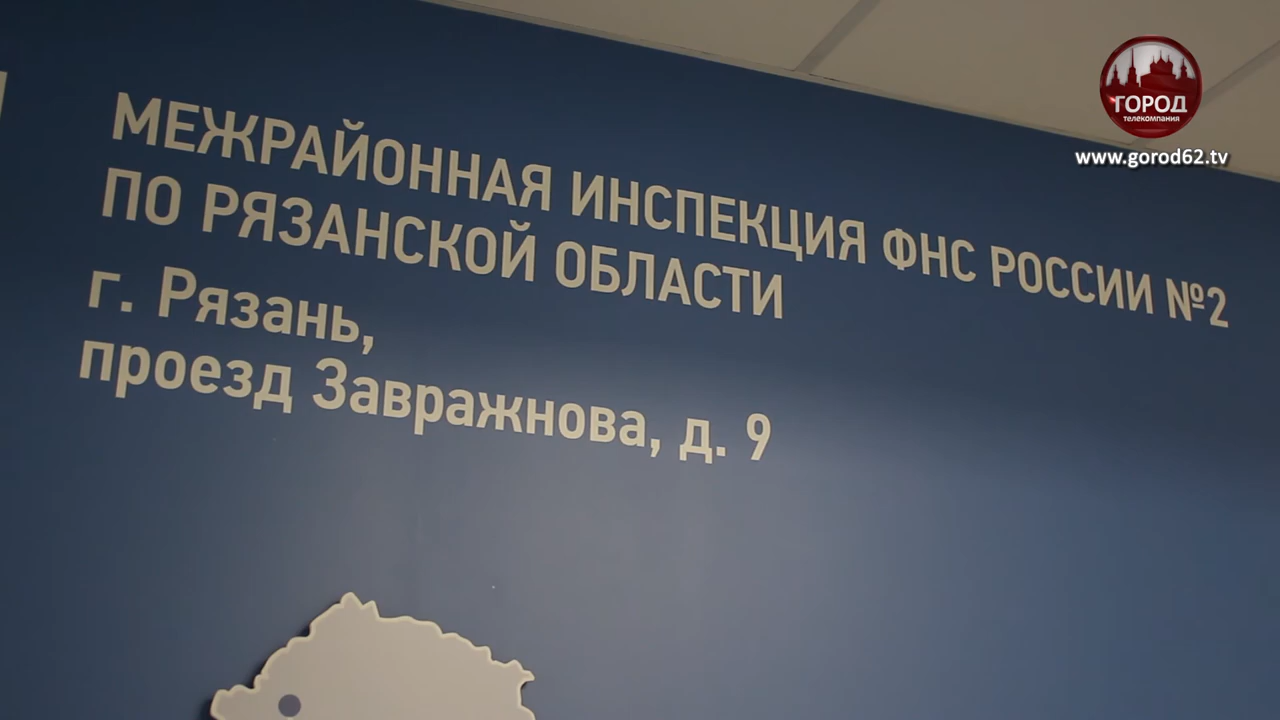 ГОРОД
телекомпания
www.gorod62.tv
МЕЖРАЙОННАЯ ИНСПЕКЦИЯ ФНС РОССИИ №2
ПО РЯЗАНСКОЙ ОБЛАСТИ
г. Рязань,
проезд Завражнова, д. 9